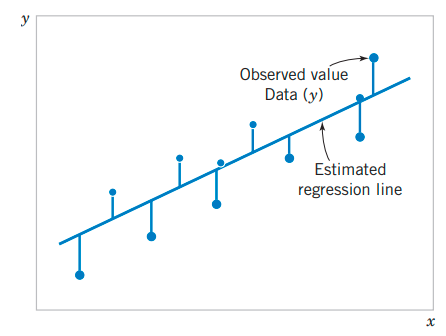 y
Observed value
Data (y)
Estimated
regression line
x